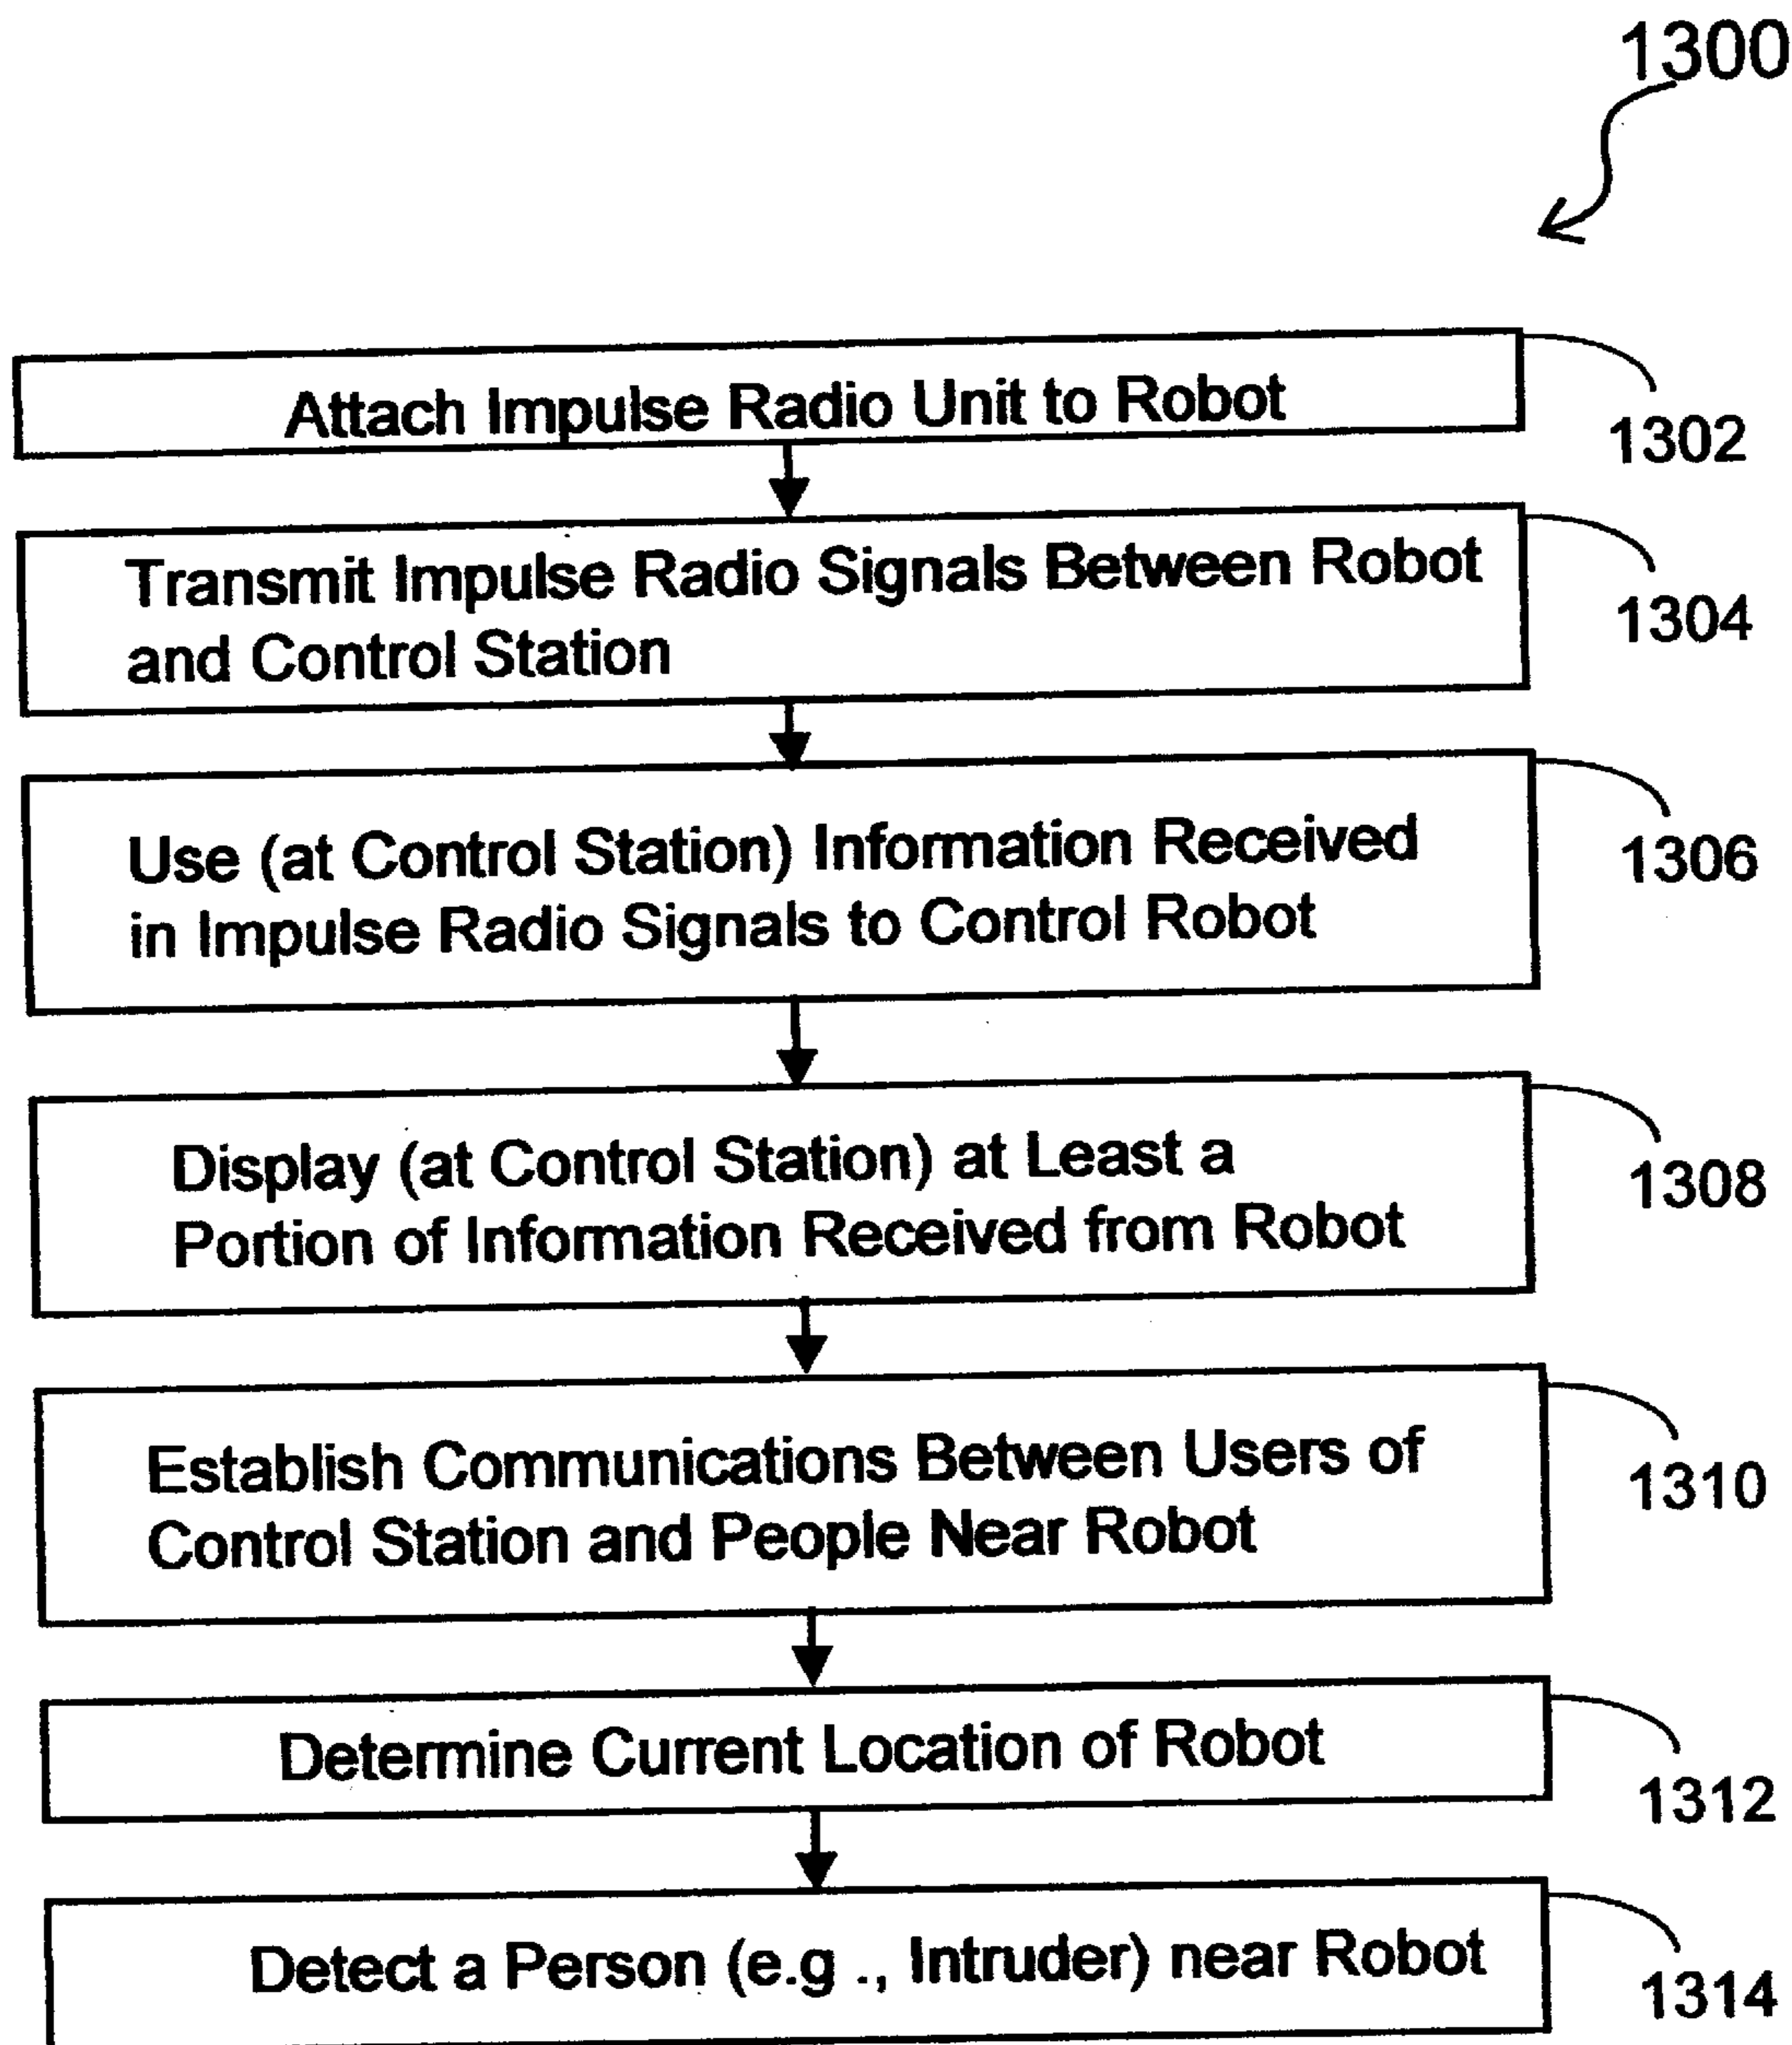 1300
Attach Impulse Radio Unit to Robot
1302
Transmit Impulse Radio Signals Between Robot
and Control Station
1304
Use (at Control Station) Information Received
in Impulse Radio Signals to Control Robot
1306
Display (at Control Station) at Least a
Portion of Information Received from Robot
1308
Establish Communications Between Users of
Control Station and People Near Robot
1310
Determine Current Location of Robot
1312
Detect a Person (e.g ., Intruder) near Robot
1314